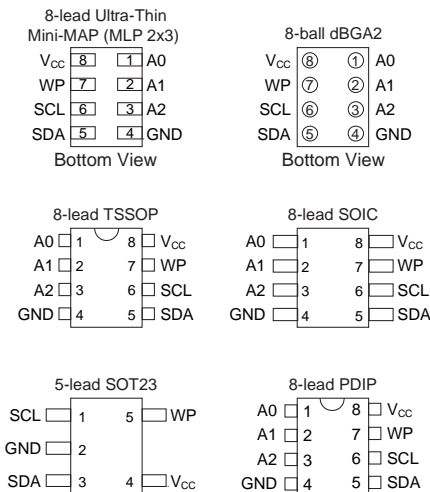 8-lead Ultra-Thin
Mini-MAP (MLP 2x3)
VCC 8 1 A0
WP 7 2 A1
SCL 6 3 A2
SDA 5 4 GND
Bottom View
8-ball dBGA2
VCC 8 1 A0
WP 7 2 A1
SCL 6 3 A2
SDA 5 4 GND
Bottom View
8-lead TSSOP
A0 1 8 VCC
A1 2 7 WP
A2 3 6 SCL
GND 4 5 SDA
8-lead SOIC
A0 1 8 VCC
A1 2 7 WP
A2 3 6 SCL
GND 4 5 SDA
5-lead SOT23
SCL 1 5 WP
GND 2
SDA 3 4 VCC
8-lead PDIP
A0 1 8 VCC
A1 2 7 WP
A2 3 6 SCL
GND 4 5 SDA